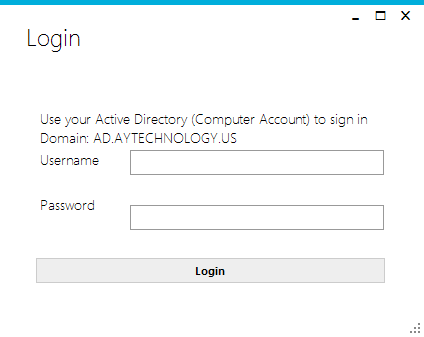 Login
Use your Active Directory (Computer Account) to sign in
Domain: AD.AYTECHNOLOGY.US
Username
Password
Login